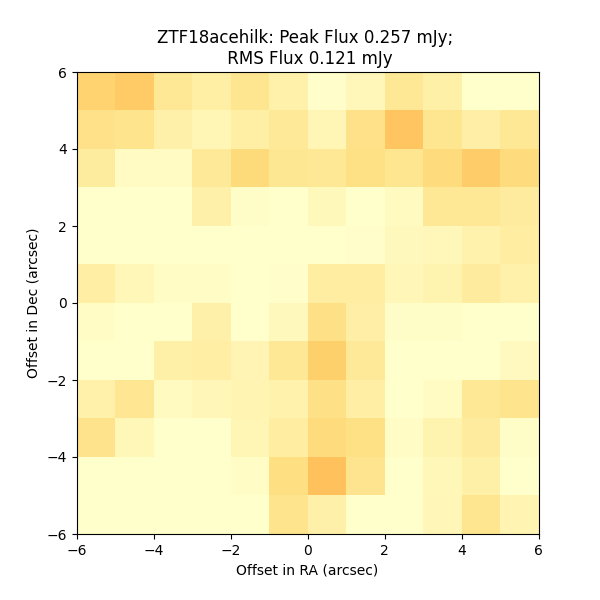 ZTF18acehilk: Peak Flux 0.257 mJy;
RMS Flux 0.121 mJy
6
4
2
0
−2
−4
−6
Offset in Dec (arcsec)
−6 −4 −2 0 2 4 6
Offset in RA (arcsec)